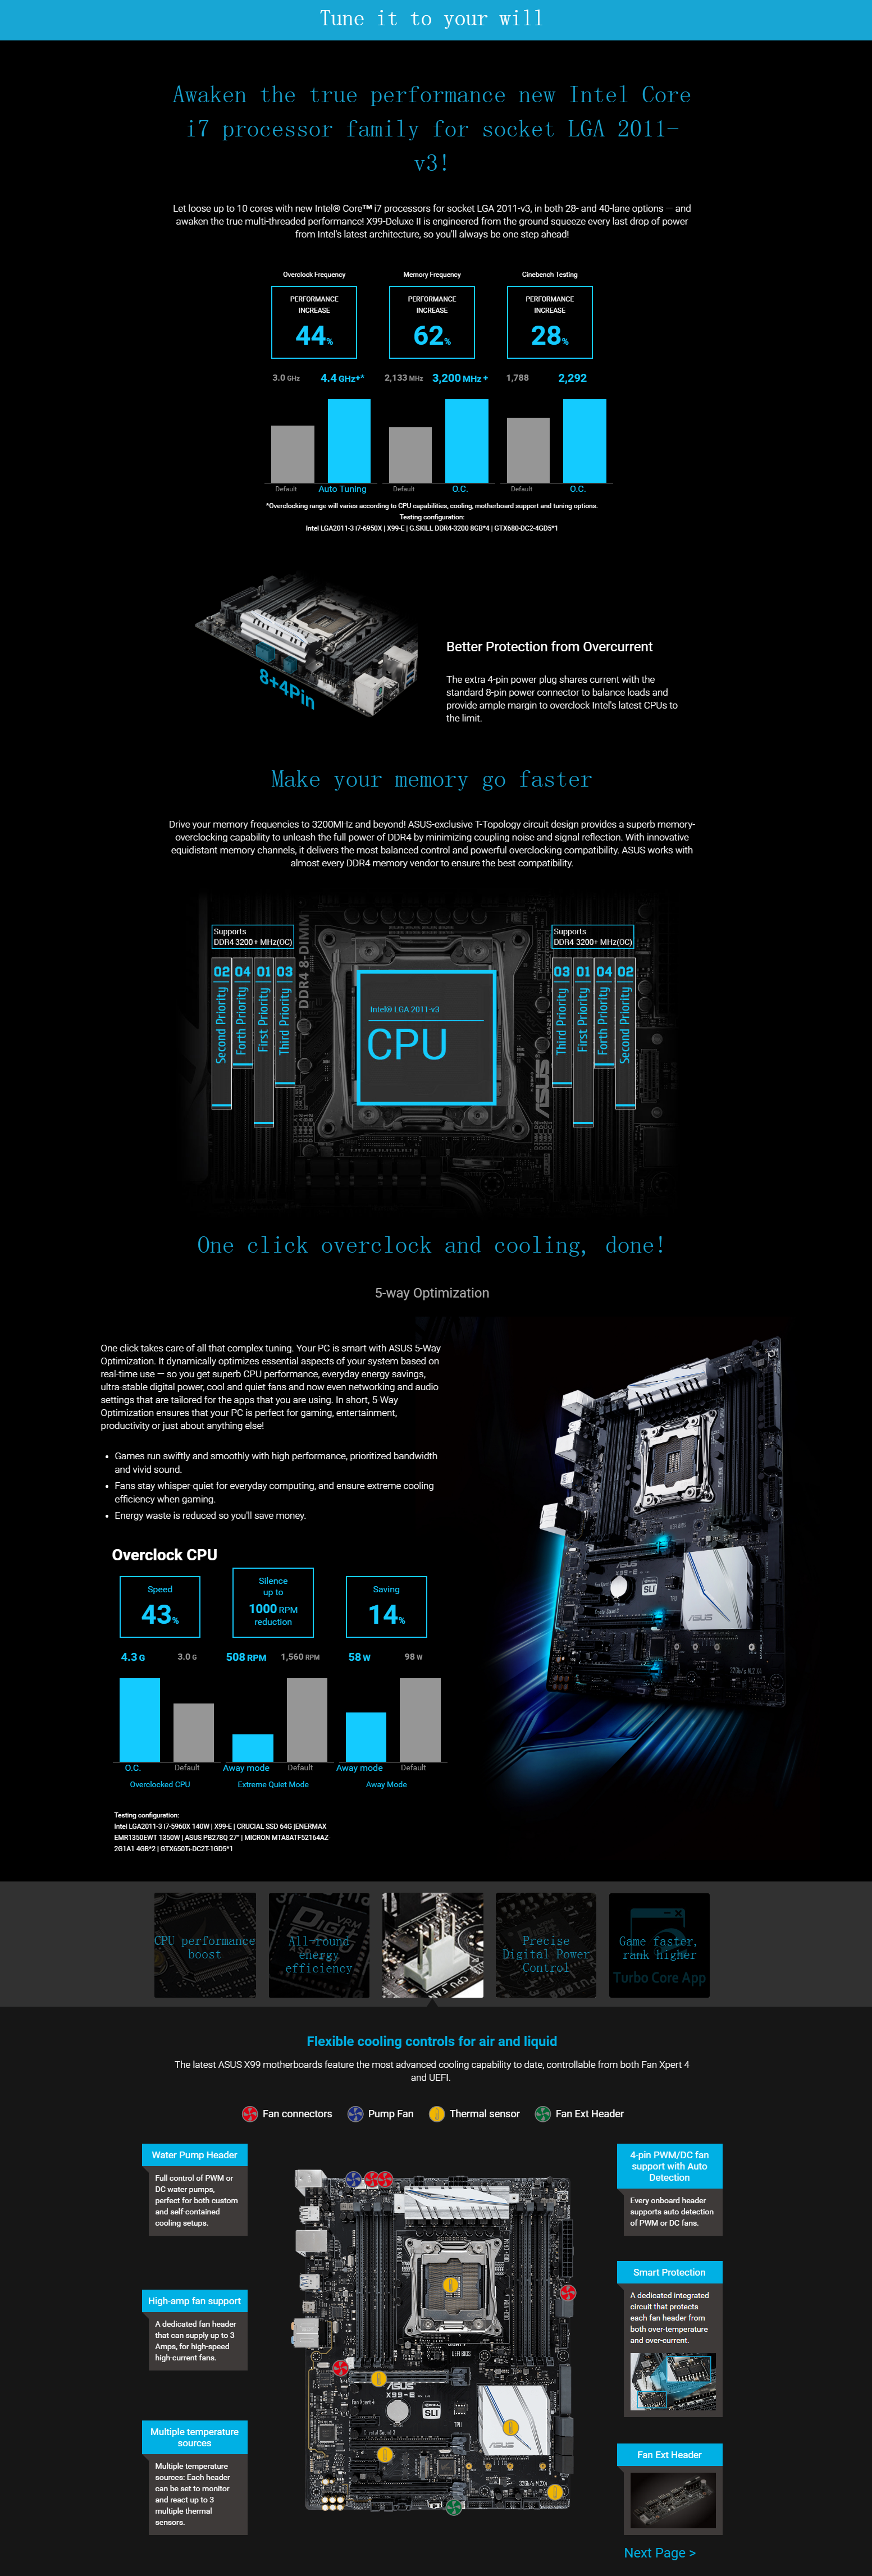 Tune it to your will
Awaken the true performance new Intel Core
i7 processor family for socket LGA 2011-
v3!
Let loose up to 10 cores with new Intel® Core™ i7 processors for socket LGA 2011-v3, in both 28- and 40-lane options — and
awaken the true multi-threaded performance! X99-Deluxe II is engineered from the ground squeeze every last drop of power
from Intel's latest architecture, so you'll always be one step ahead!
Overclock Frequency
Memory Frequency
Cinebench Testing
PERFORMANCE
INCREASE
44%
PERFORMANCE
INCREASE
62%
PERFORMANCE
INCREASE
28%
3.0 GHz
4.4 GHz+*
2,133 MHz
3,200 MHz +
1,788
2,292
Default
Auto Tuning
Default
O.C.
Default
O.C.
*Overclocking range will varies according to CPU capabilities, cooling, motherboard support and tuning options.
Testing configuration:
Intel LGA2011-3 i7-6950X | X99-E | G.SKILL DDR4-3200 8GB*4 | GTX680-DC2-4GD5*1
8+4Pin
Better Protection from Overcurrent
The extra 4-pin power plug shares current with the
standard 8-pin power connector to balance loads and
provide ample margin to overclock Intel's latest CPUs to
the limit.
Make your memory go faster
Drive your memory frequencies to 3200MHz and beyond! ASUS-exclusive T-Topology circuit design provides a superb memory-
overclocking capability to unleash the full power of DDR4 by minimizing coupling noise and signal reflection. With innovative
equidistant memory channels, it delivers the most balanced control and powerful overclocking compatibility. ASUS works with
almost every DDR4 memory vendor to ensure the best compatibility.
Supports
DDR4 3200+ MHz(OC)
02 Second Priority
04 Forth Priority
01 First Priority
03 Third Priority
DDR4 8-DIMM
Intel® LGA 2011-v3
CPU
ASUS
Supports
DDR4 3200+ MHz(OC)
03 Third Priority
01 First Priority
04 Forth Priority
02 Second Priority
One click overclock and cooling, done!
5-way Optimization
One click takes care of all that complex tuning. Your PC is smart with ASUS 5-Way
Optimization. It dynamically optimizes essential aspects of your system based on
real-time use — so you get superb CPU performance, everyday energy savings,
ultra-stable digital power, cool and quiet fans and now even networking and audio
settings that are tailored for the apps that you are using. In short, 5-Way
Optimization ensures that your PC is perfect for gaming, entertainment,
productivity or just about anything else!
• Games run swiftly and smoothly with high performance, prioritized bandwidth
and vivid sound.
• Fans stay whisper-quiet for everyday computing, and ensure extreme cooling
efficiency when gaming.
• Energy waste is reduced so you'll save money.
ASUS
SLI
ASUS
Overclock CPU
Speed
43%
Silence
up to
1000 RPM
reduction
Saving
14%
4.3 G
3.0 G
508 RPM
1,560 RPM
58 W
98 W
O.C.
Default
Away mode
Default
Away mode
Default
Overclocked CPU
Extreme Quiet Mode
Away Mode
Testing configuration:
Intel LGA2011-3 i7-5960X 140W | X99-E | CRUCIAL SSD 64G |ENERMAX
EMR1350EWT 1350W | ASUS PB278Q 27" | MICRON MTA8ATF52164AZ-
2G1A1 4GB*2 | GTX650Ti-DC2T-1GD5*1
CPU performance
boost
DIGI+
VRM
All-round
energy
efficiency
CPU FAN
Precise
Digital Power
Control
Game faster,
rank higher
Turbo Core App
Flexible cooling controls for air and liquid
The latest ASUS X99 motherboards feature the most advanced cooling capability to date, controllable from both Fan Xpert 4
and UEFI.
Fan connectors
Pump Fan
Thermal sensor
Fan Ext Header
Water Pump Header
Full control of PWM or
DC water pumps,
perfect for both custom
and self-contained
cooling setups.
High-amp fan support
A dedicated fan header
that can supply up to 3
Amps, for high-speed
high-current fans.
Multiple temperature
sources
Multiple temperature
sources: Each header
can be set to monitor
and react up to 3
multiple thermal
sensors.
UEFI BIOS
ASUS
X99-E
Fan Xpert 4
SLI
TPU
Crystal Sound 3
ASUS
4-pin PWM/DC fan
support with Auto
Detection
Every onboard header
supports auto detection
of PWM or DC fans.
Smart Protection
A dedicated integrated
circuit that protects
each fan header from
both over-temperature
and over-current.
Fan Ext Header
Next Page >